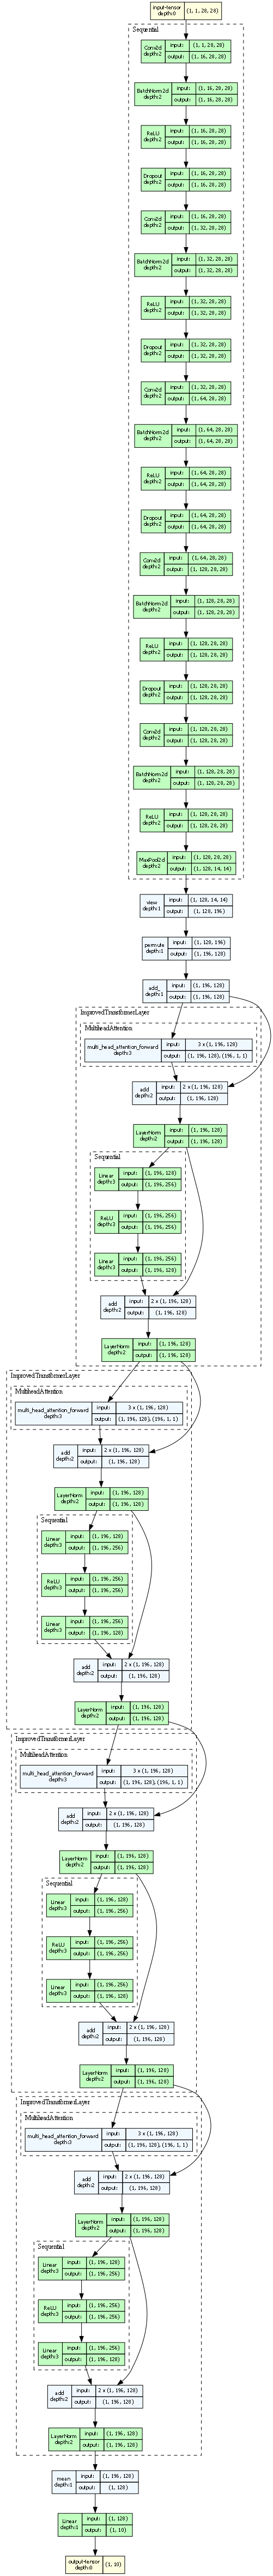 input-tensor
depth:0
(1, 1, 28, 28)
Sequential
Conv2d
depth:2
input:
(1, 1, 28, 28)
output:
(1, 16, 28, 28)
BatchNorm2d
depth:2
input:
(1, 16, 28, 28)
output:
(1, 16, 28, 28)
ReLU
depth:2
input:
(1, 16, 28, 28)
output:
(1, 16, 28, 28)
Dropout
depth:2
input:
(1, 16, 28, 28)
output:
(1, 16, 28, 28)
Conv2d
depth:2
input:
(1, 16, 28, 28)
output:
(1, 32, 28, 28)
BatchNorm2d
depth:2
input:
(1, 32, 28, 28)
output:
(1, 32, 28, 28)
ReLU
depth:2
input:
(1, 32, 28, 28)
output:
(1, 32, 28, 28)
Dropout
depth:2
input:
(1, 32, 28, 28)
output:
(1, 32, 28, 28)
Conv2d
depth:2
input:
(1, 32, 28, 28)
output:
(1, 64, 28, 28)
BatchNorm2d
depth:2
input:
(1, 64, 28, 28)
output:
(1, 64, 28, 28)
ReLU
depth:2
input:
(1, 64, 28, 28)
output:
(1, 64, 28, 28)
Dropout
depth:2
input:
(1, 64, 28, 28)
output:
(1, 64, 28, 28)
Conv2d
depth:2
input:
(1, 64, 28, 28)
output:
(1, 128, 28, 28)
BatchNorm2d
depth:2
input:
(1, 128, 28, 28)
output:
(1, 128, 28, 28)
ReLU
depth:2
input:
(1, 128, 28, 28)
output:
(1, 128, 28, 28)
Dropout
depth:2
input:
(1, 128, 28, 28)
output:
(1, 128, 28, 28)
Conv2d
depth:2
input:
(1, 128, 28, 28)
output:
(1, 128, 28, 28)
BatchNorm2d
depth:2
input:
(1, 128, 28, 28)
output:
(1, 128, 28, 28)
ReLU
depth:2
input:
(1, 128, 28, 28)
output:
(1, 128, 28, 28)
MaxPool2d
depth:2
input:
(1, 128, 28, 28)
output:
(1, 128, 14, 14)
view
depth:1
input:
(1, 128, 14, 14)
output:
(1, 128, 196)
permute
depth:1
input:
(1, 128, 196)
output:
(1, 196, 128)
add_
depth:1
input:
(1, 196, 128)
output:
(1, 196, 128)
ImprovedTransformerLayer
MultiheadAttention
multi_head_attention_forward
depth:3
input:
3 x (1, 196, 128)
output:
(1, 196, 128), (196, 1, 1)
add
depth:2
input:
2 x (1, 196, 128)
output:
(1, 196, 128)
LayerNorm
depth:2
input:
(1, 196, 128)
output:
(1, 196, 128)
Sequential
Linear
depth:3
input:
(1, 196, 128)
output:
(1, 196, 256)
ReLU
depth:3
input:
(1, 196, 256)
output:
(1, 196, 256)
Linear
depth:3
input:
(1, 196, 256)
output:
(1, 196, 128)
add
depth:2
input:
2 x (1, 196, 128)
output:
(1, 196, 128)
LayerNorm
depth:2
input:
(1, 196, 128)
output:
(1, 196, 128)
ImprovedTransformerLayer
MultiheadAttention
multi_head_attention_forward
depth:3
input:
3 x (1, 196, 128)
output:
(1, 196, 128), (196, 1, 1)
add
depth:2
input:
2 x (1, 196, 128)
output:
(1, 196, 128)
LayerNorm
depth:2
input:
(1, 196, 128)
output:
(1, 196, 128)
Sequential
Linear
depth:3
input:
(1, 196, 128)
output:
(1, 196, 256)
ReLU
depth:3
input:
(1, 196, 256)
output:
(1, 196, 256)
Linear
depth:3
input:
(1, 196, 256)
output:
(1, 196, 128)
add
depth:2
input:
2 x (1, 196, 128)
output:
(1, 196, 128)
LayerNorm
depth:2
input:
(1, 196, 128)
output:
(1, 196, 128)
ImprovedTransformerLayer
MultiheadAttention
multi_head_attention_forward
depth:3
input:
3 x (1, 196, 128)
output:
(1, 196, 128), (196, 1, 1)
add
depth:2
input:
2 x (1, 196, 128)
output:
(1, 196, 128)
LayerNorm
depth:2
input:
(1, 196, 128)
output:
(1, 196, 128)
Sequential
Linear
depth:3
input:
(1, 196, 128)
output:
(1, 196, 256)
ReLU
depth:3
input:
(1, 196, 256)
output:
(1, 196, 256)
Linear
depth:3
input:
(1, 196, 256)
output:
(1, 196, 128)
add
depth:2
input:
2 x (1, 196, 128)
output:
(1, 196, 128)
LayerNorm
depth:2
input:
(1, 196, 128)
output:
(1, 196, 128)
ImprovedTransformerLayer
MultiheadAttention
multi_head_attention_forward
depth:3
input:
3 x (1, 196, 128)
output:
(1, 196, 128), (196, 1, 1)
add
depth:2
input:
2 x (1, 196, 128)
output:
(1, 196, 128)
LayerNorm
depth:2
input:
(1, 196, 128)
output:
(1, 196, 128)
Sequential
Linear
depth:3
input:
(1, 196, 128)
output:
(1, 196, 256)
ReLU
depth:3
input:
(1, 196, 256)
output:
(1, 196, 256)
Linear
depth:3
input:
(1, 196, 256)
output:
(1, 196, 128)
add
depth:2
input:
2 x (1, 196, 128)
output:
(1, 196, 128)
LayerNorm
depth:2
input:
(1, 196, 128)
output:
(1, 196, 128)
mean
depth:1
input:
(1, 196, 128)
output:
(1, 128)
Linear
depth:1
input:
(1, 128)
output:
(1, 10)
output-tensor
depth:0
(1, 10)